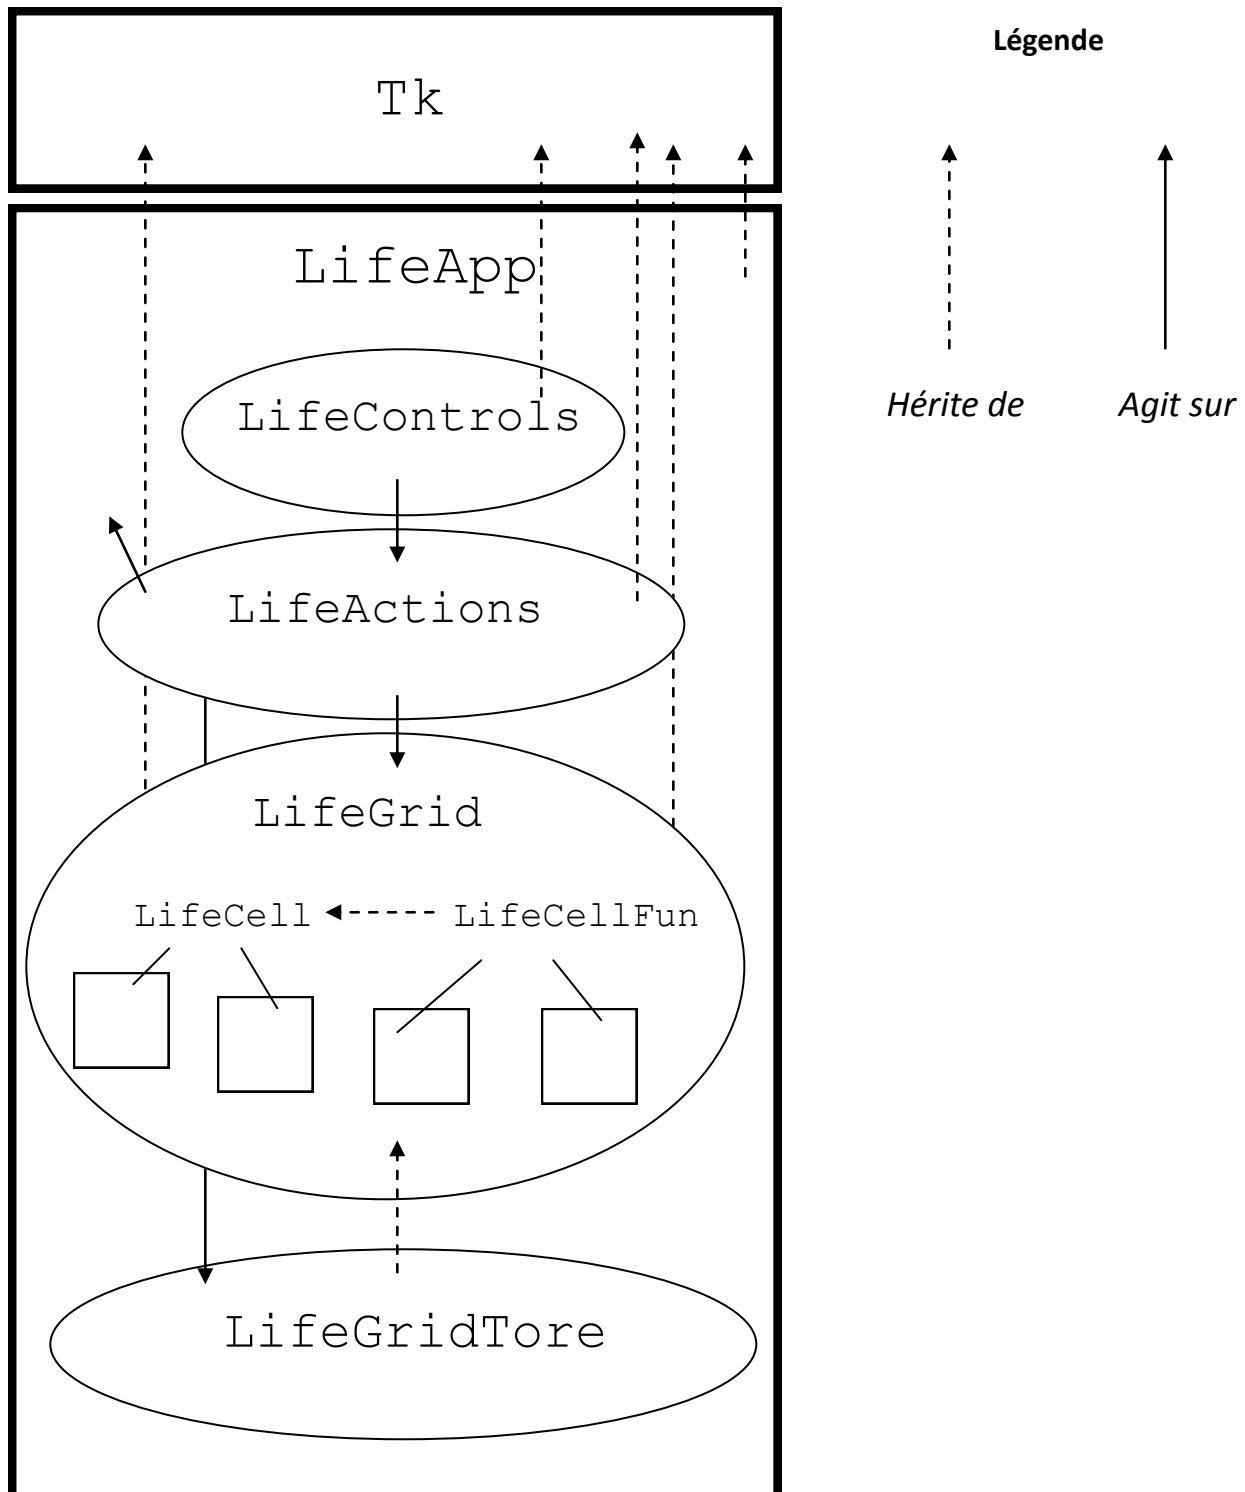 Légende
Tk
LifeApp
LifeControls
Hérite de
Agit sur
LifeActions
LifeGrid
LifeCell
LifeCellFun
LifeGridTore